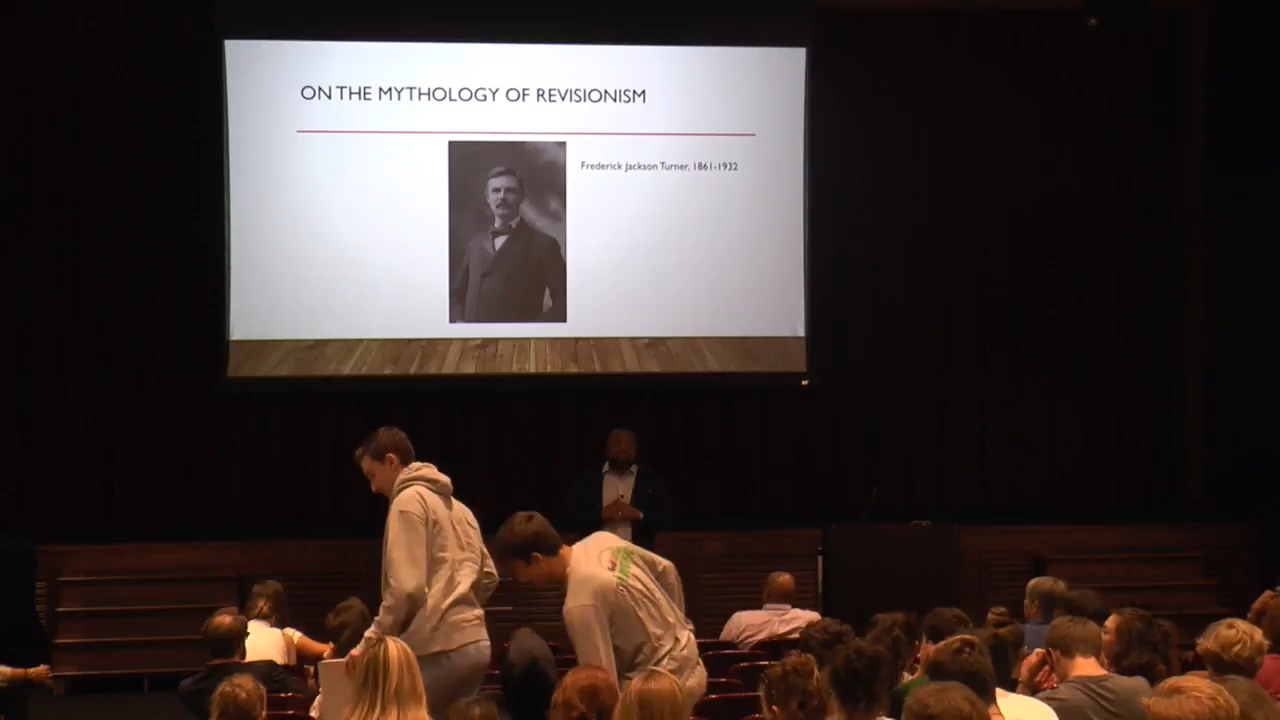 ON THE MYTHOLOGY OF REVISIONISM
Frederick Jackson Turner, 1861-1932